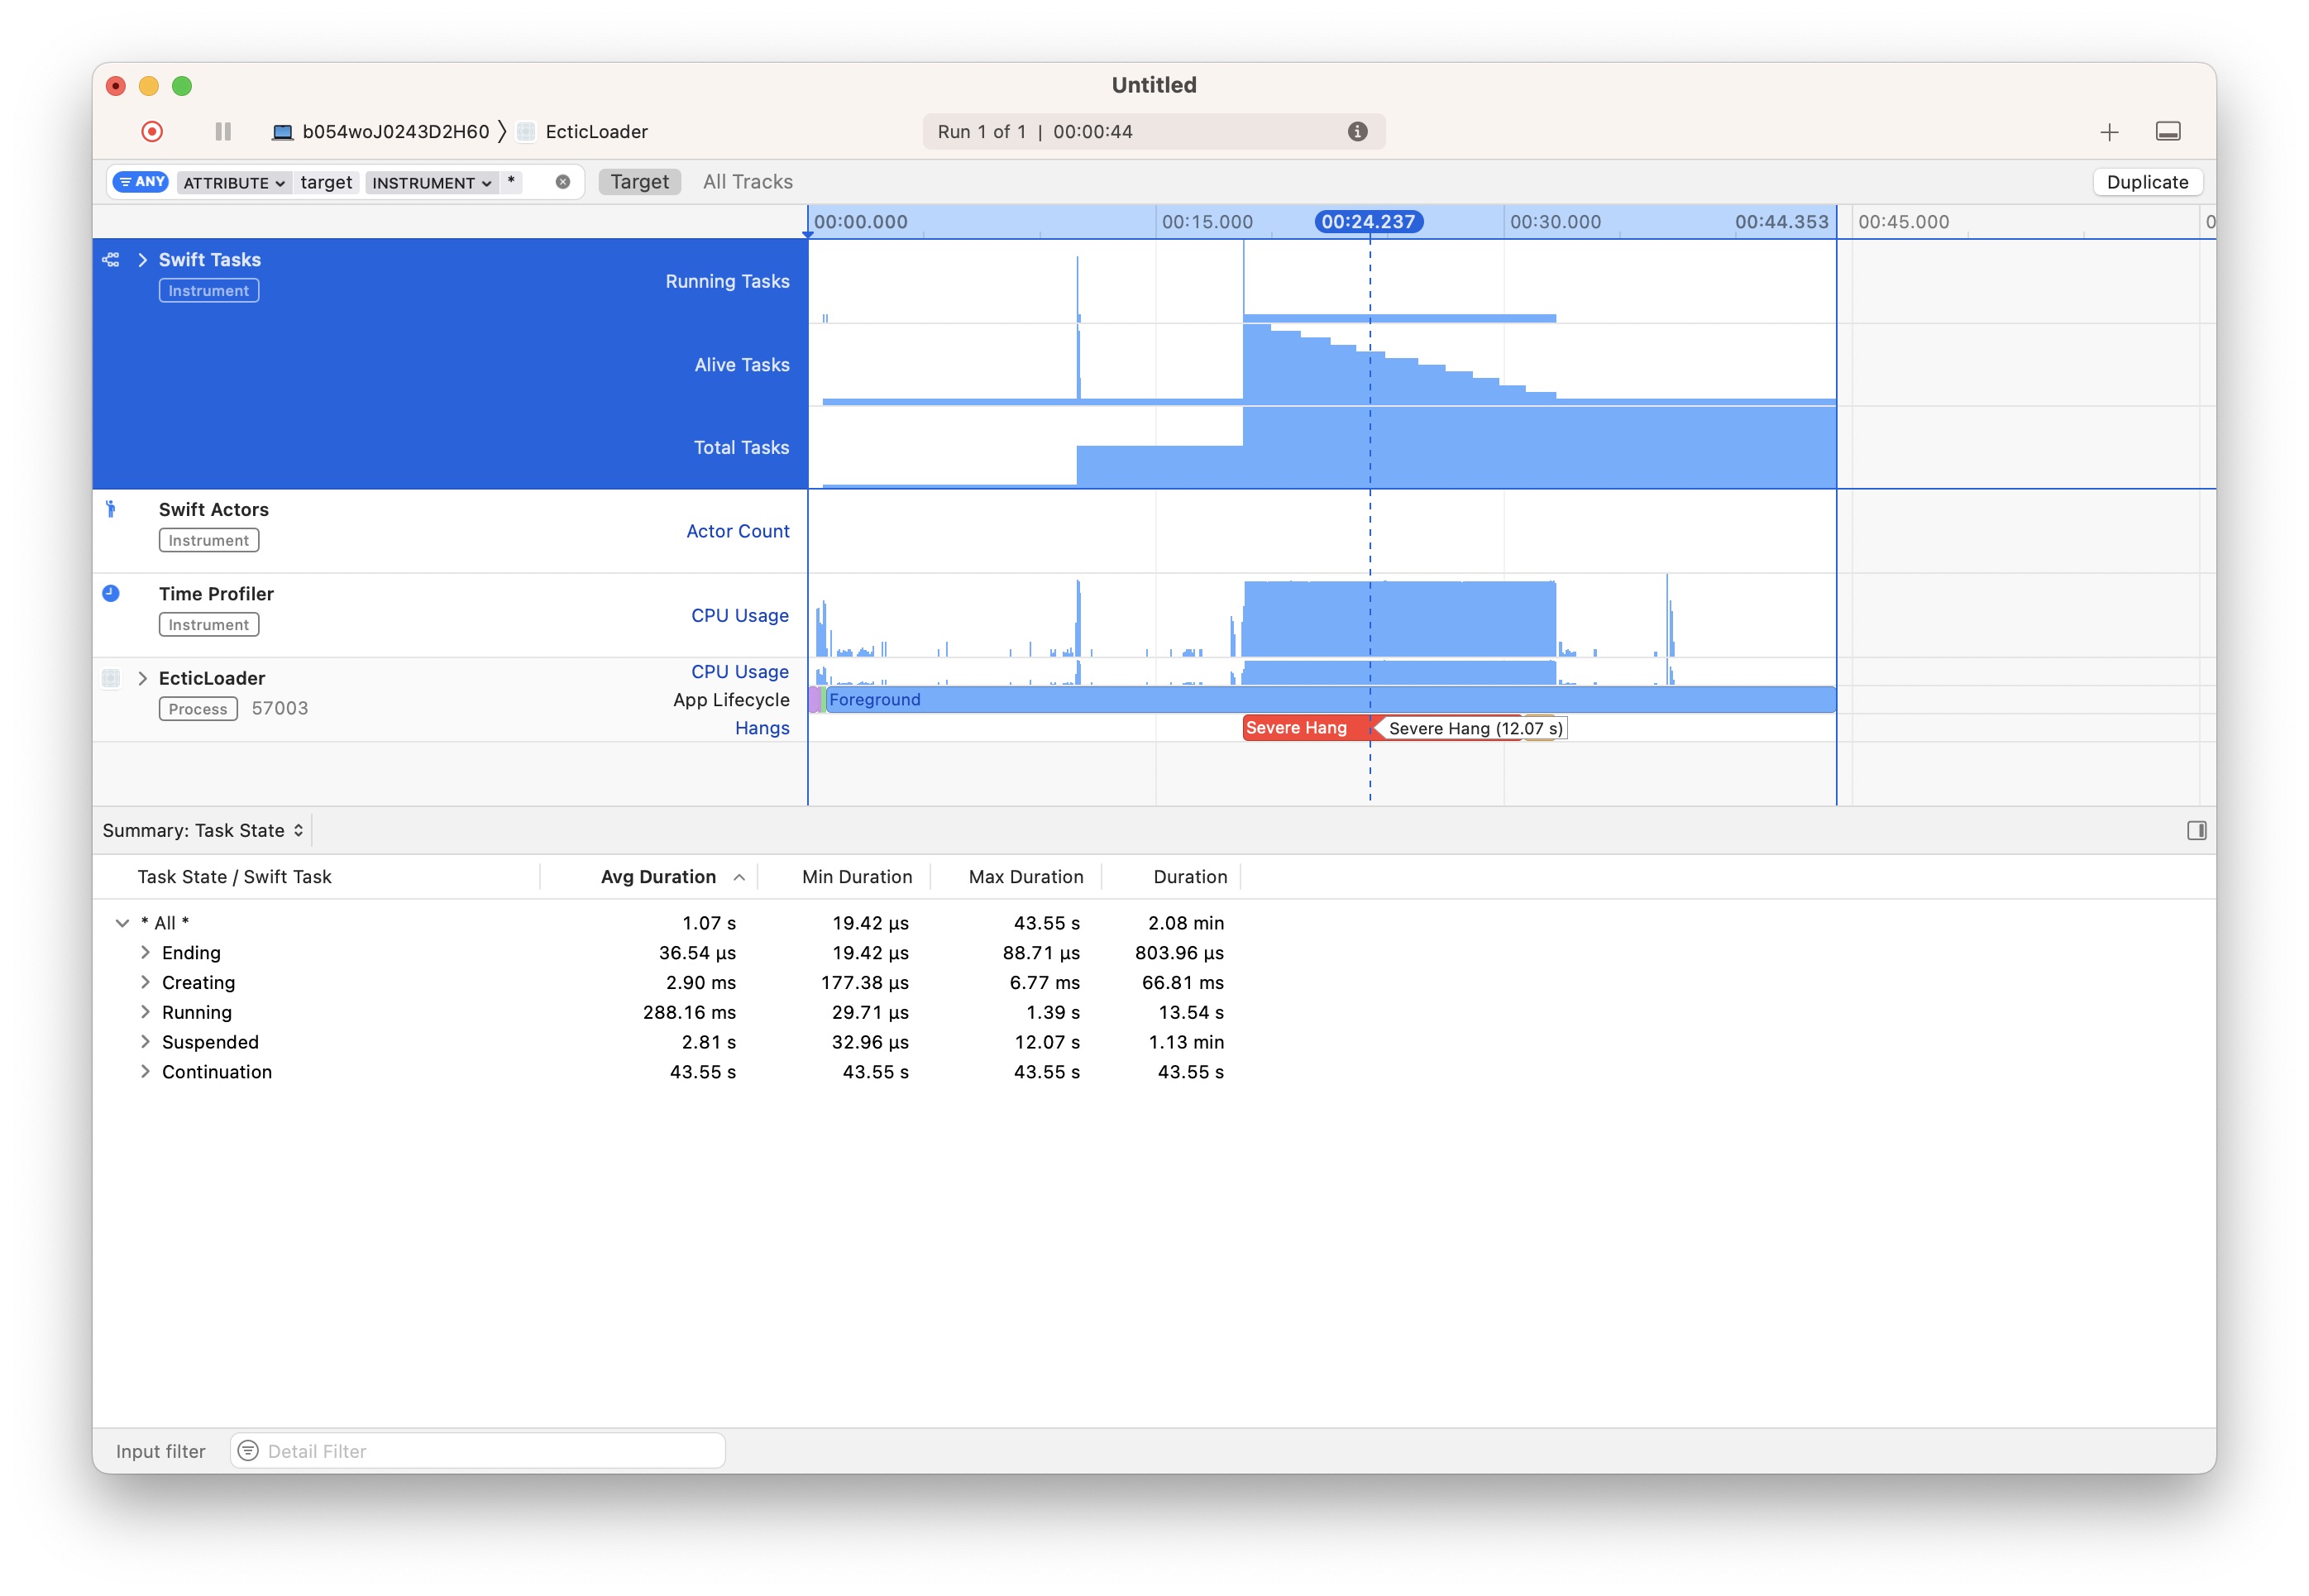 Untitled
b054woJ0243D2H60 〉 EcticLoader
Run 1 of 1 | 00:00:44
ANY ATTRIBUTE target INSTRUMENT * Target All Tracks Duplicate
00:00.000 00:15.000 00:24.237 00:30.000 00:44.353 00:45.000 0
Swift Tasks
Instrument
Running Tasks
Alive Tasks
Total Tasks
Swift Actors
Instrument
Actor Count
Time Profiler
Instrument
CPU Usage
EcticLoader
Process 57003
CPU Usage
App Lifecycle Foreground
Hangs Severe Hang Severe Hang (12.07 s)
Summary: Task State
Task State / Swift Task Avg Duration Min Duration Max Duration Duration
* All * 1.07 s 19.42 µs 43.55 s 2.08 min
Ending 36.54 µs 19.42 µs 88.71 µs 803.96 µs
Creating 2.90 ms 177.38 µs 6.77 ms 66.81 ms
Running 288.16 ms 29.71 µs 1.39 s 13.54 s
Suspended 2.81 s 32.96 µs 12.07 s 1.13 min
Continuation 43.55 s 43.55 s 43.55 s 43.55 s
Input filter Detail Filter